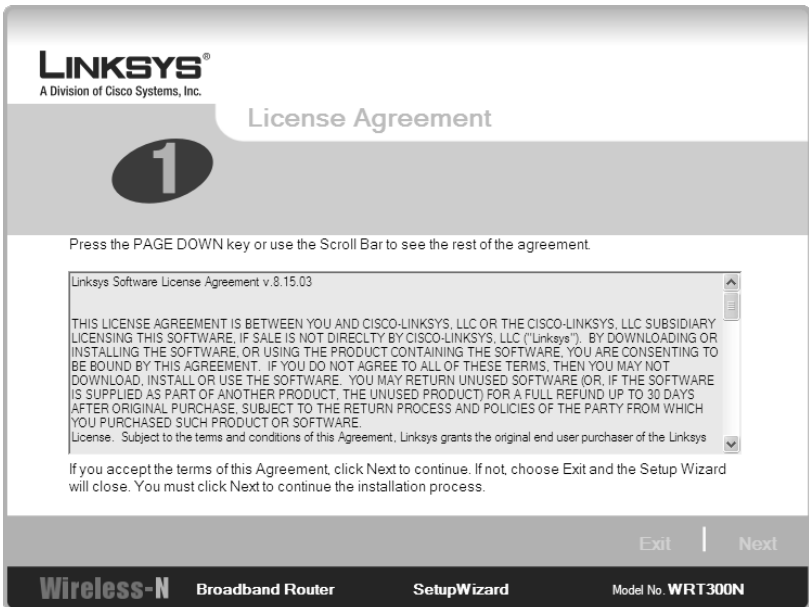 LINKSYS®
A Division of Cisco Systems, Inc.
License Agreement
1
Press the PAGE DOWN key or use the Scroll Bar to see the rest of the agreement.
Linksys Software License Agreement v.8.15.03
THIS LICENSE AGREEMENT IS BETWEEN YOU AND CISCO-LINKSYS, LLC OR THE CISCO-LINKSYS, LLC SUBSIDIARY
LICENSING THIS SOFTWARE, IF SALE IS NOT DIRECLTY BY CISCO-LINKSYS, LLC ("Linksys"). BY DOWNLOADING OR
INSTALLING THE SOFTWARE, OR USING THE PRODUCT CONTAINING THE SOFTWARE, YOU ARE CONSENTING TO
BE BOUND BY THIS AGREEMENT. IF YOU DO NOT AGREE TO ALL OF THESE TERMS, THEN YOU MAY NOT
DOWNLOAD, INSTALL OR USE THE SOFTWARE. YOU MAY RETURN UNUSED SOFTWARE (OR, IF THE SOFTWARE
IS SUPPLIED AS PART OF ANOTHER PRODUCT, THE UNUSED PRODUCT) FOR A FULL REFUND UP TO 30 DAYS
AFTER ORIGINAL PURCHASE, SUBJECT TO THE RETURN PROCESS AND POLICIES OF THE PARTY FROM WHICH
YOU PURCHASED SUCH PRODUCT OR SOFTWARE.
License. Subject to the terms and conditions of this Agreement, Linksys grants the original end user purchaser of the Linksys
If you accept the terms of this Agreement, click Next to continue. If not, choose Exit and the Setup Wizard
will close. You must click Next to continue the installation process.
Exit | Next
Wireless-N Broadband Router SetupWizard Model No. WRT300N